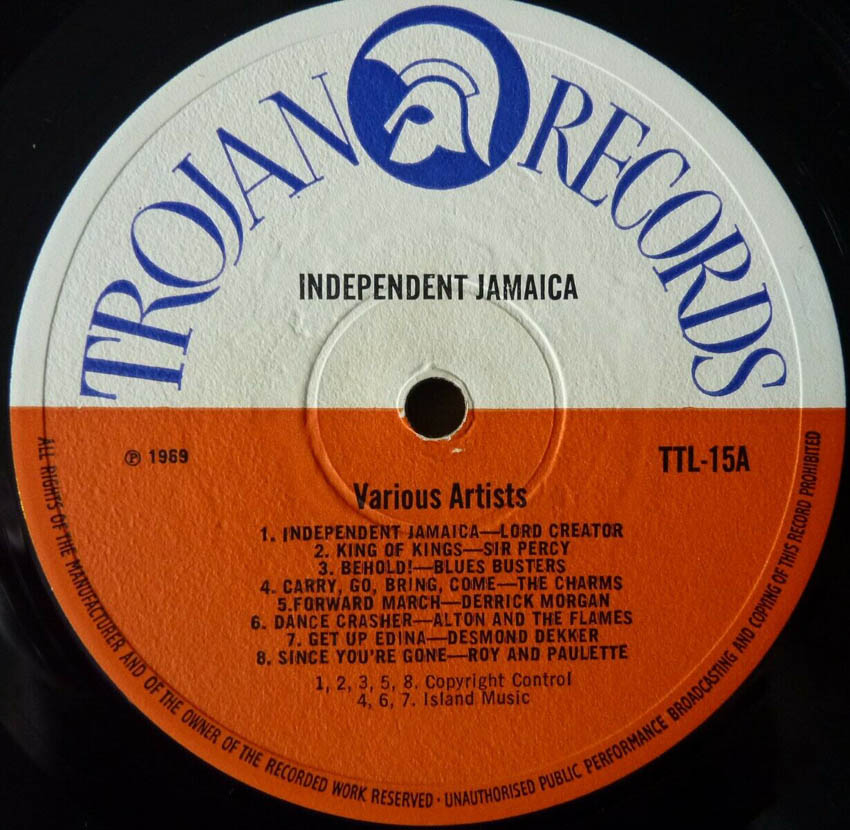 TROJAN RECORDS
INDEPENDENT JAMAICA
℗ 1969
TTL-15A
Various Artists
1. INDEPENDENT JAMAICA—LORD CREATOR
2. KING OF KINGS—SIR PERCY
3. BEHOLD!—BLUES BUSTERS
4. CARRY, GO, BRING, COME—THE CHARMS
5.FORWARD MARCH—DERRICK MORGAN
6. DANCE CRASHER—ALTON AND THE FLAMES
7. GET UP EDINA—DESMOND DEKKER
8. SINCE YOU'RE GONE—ROY AND PAULETTE
1, 2, 3, 5, 8. Copyright Control
4, 6, 7. Island Music
ALL RIGHTS OF THE MANUFACTURER AND OF THE OWNER OF THE RECORDED WORK RESERVED · UNAUTHORISED PUBLIC PERFORMANCE BROADCASTING AND COPYING OF THIS RECORD PROHIBITED